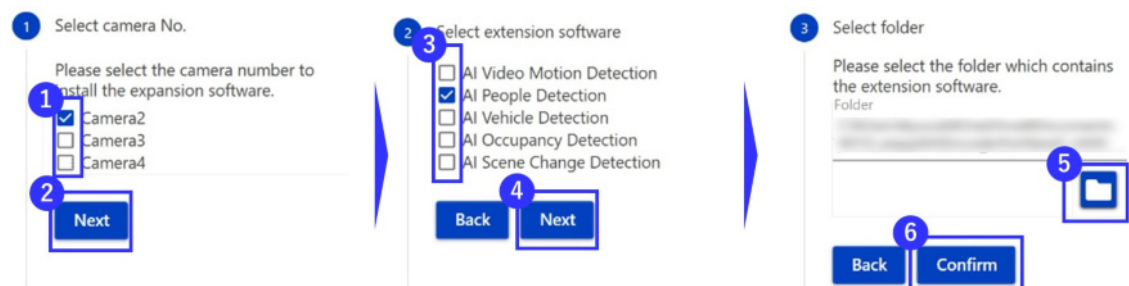 1 Select camera No.
Please select the camera number to
install the expansion software.
1
Camera2
Camera3
Camera4
2
Next
2 Select extension software
3
AI Video Motion Detection
AI People Detection
AI Vehicle Detection
AI Occupancy Detection
AI Scene Change Detection
4
Back Next
3 Select folder
Please select the folder which contains
the extension software.
Folder
5
6
Back Confirm